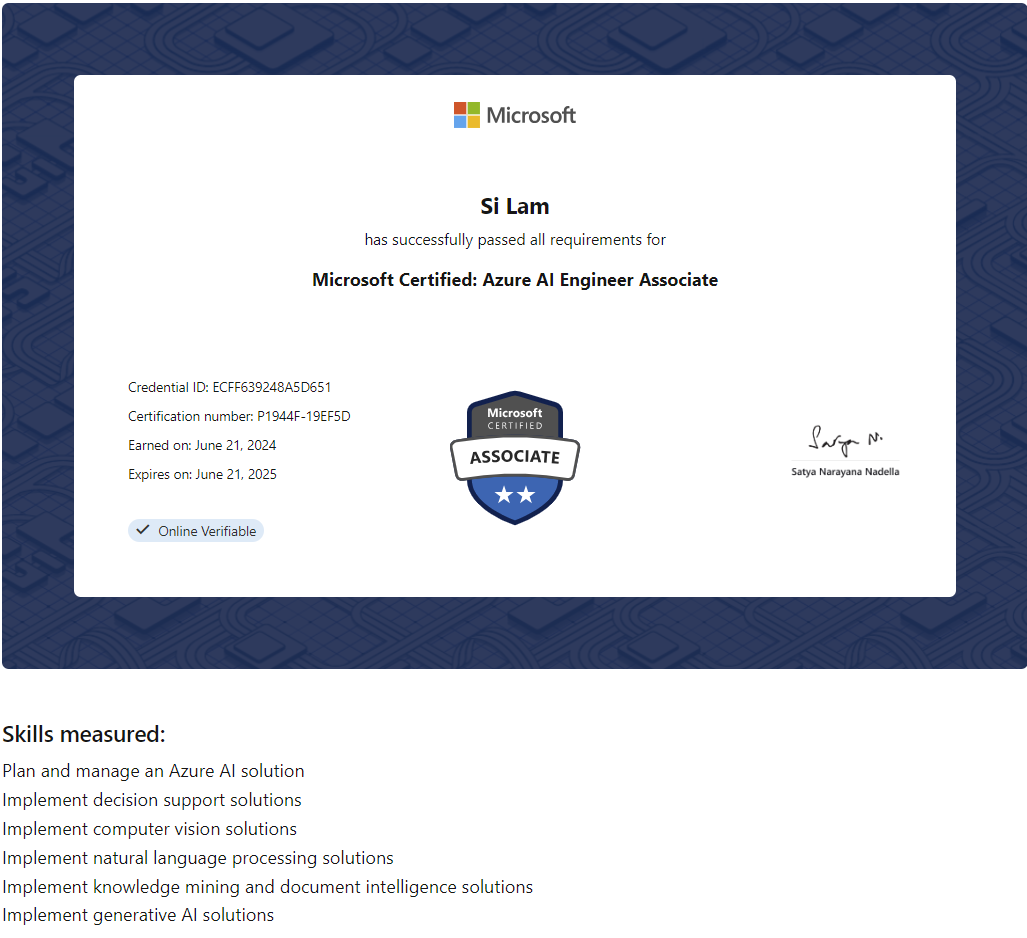 Microsoft
Si Lam
has successfully passed all requirements for
Microsoft Certified: Azure AI Engineer Associate
Credential ID: ECFF639248A5D651
Certification number: P1944F-19EF5D
Earned on: June 21, 2024
Expires on: June 21, 2025
Online Verifiable
Microsoft
CERTIFIED
ASSOCIATE
Satya N.
Satya Narayana Nadella
Skills measured:
Plan and manage an Azure AI solution
Implement decision support solutions
Implement computer vision solutions
Implement natural language processing solutions
Implement knowledge mining and document intelligence solutions
Implement generative AI solutions